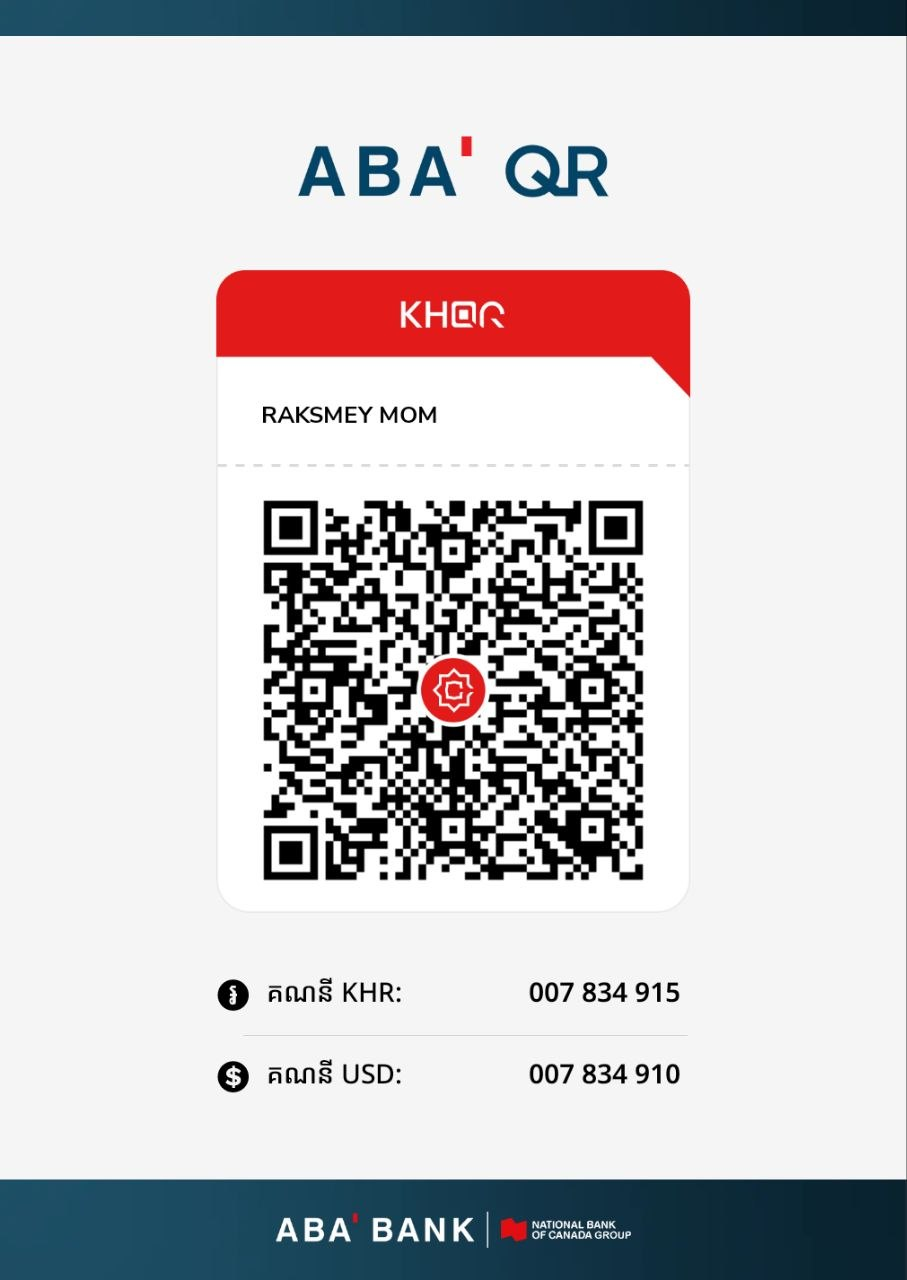 ABA' QR
KHQR
RAKSMEY MOM
គណនី KHR: 007 834 915
គណនី USD: 007 834 910
ABA' BANK
NATIONAL BANK
OF CANADA GROUP